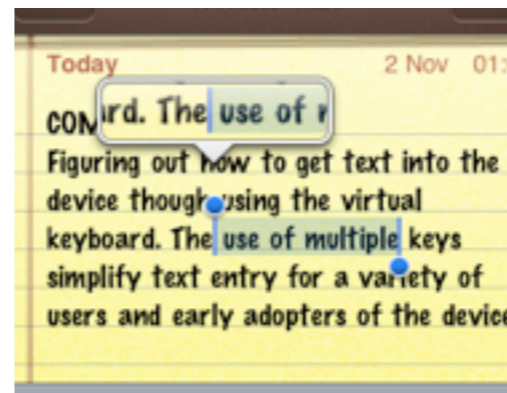 Today 2 Nov 01:
COM
rd. The use of
Figuring out how to get text into the
device though using the virtual
keyboard. The use of multiple keys
simplify text entry for a variety of
users and early adopters of the device